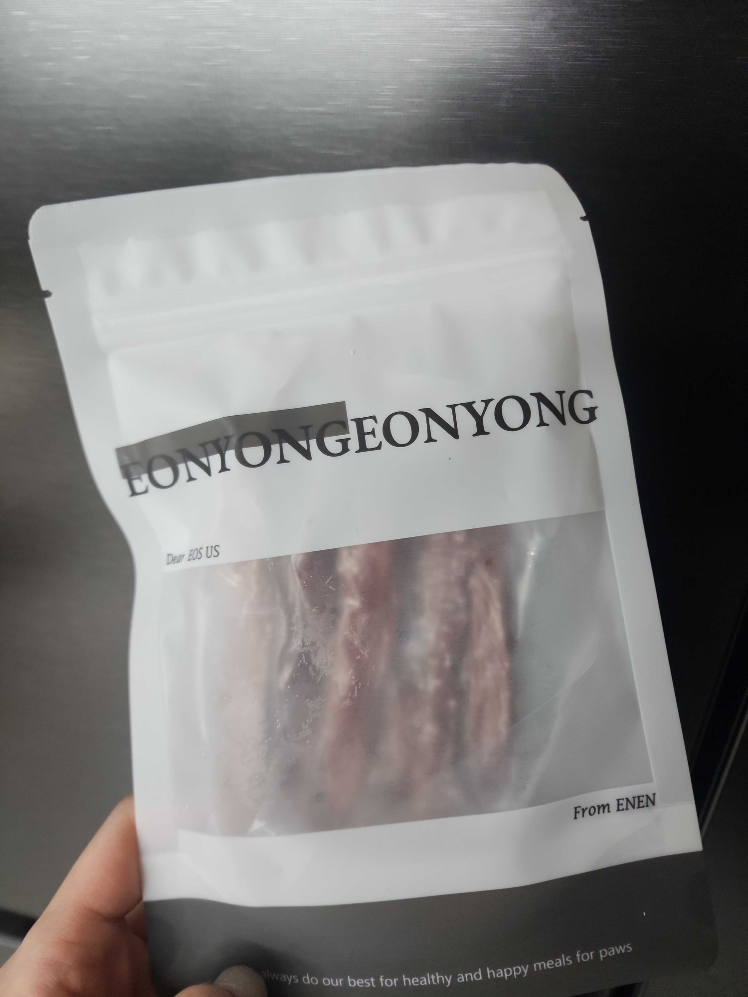 EONYONGEONYONG
Dear EOS US
From ENEN
always do our best for healthy and happy meals for paws